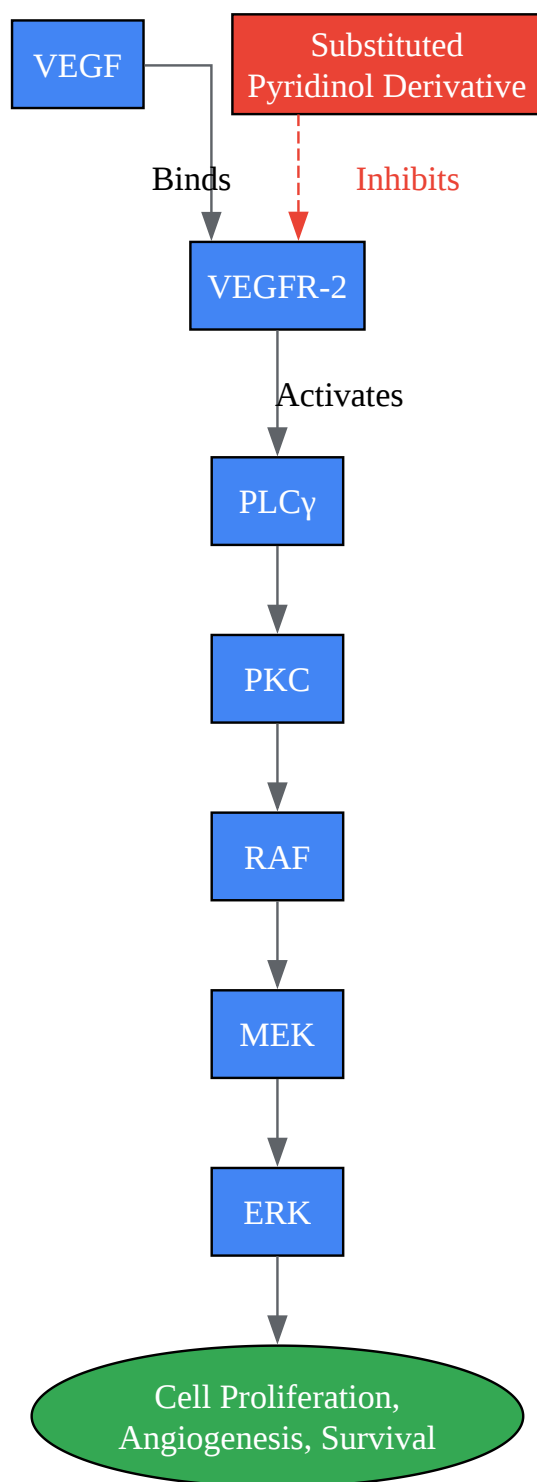 VEGF
Substituted
Pyridinol Derivative
Binds
Inhibits
VEGFR-2
Activates
PLCγ
PKC
RAF
MEK
ERK
Cell Proliferation,
Angiogenesis, Survival